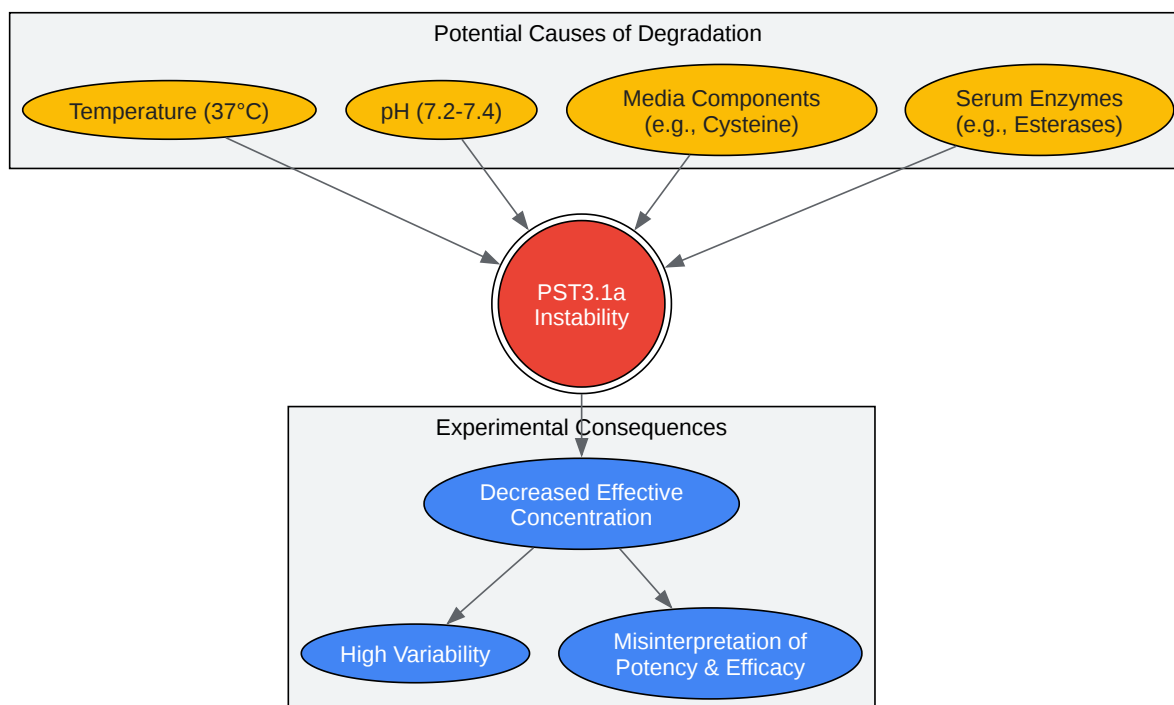 Potential Causes of Degradation
Temperature (37°C)
pH (7.2-7.4)
Media Components
(e.g., Cysteine)
Serum Enzymes
(e.g., Esterases)
PST3.1a
Instability
Experimental Consequences
Decreased Effective
Concentration
High Variability
Misinterpretation of
Potency & Efficacy